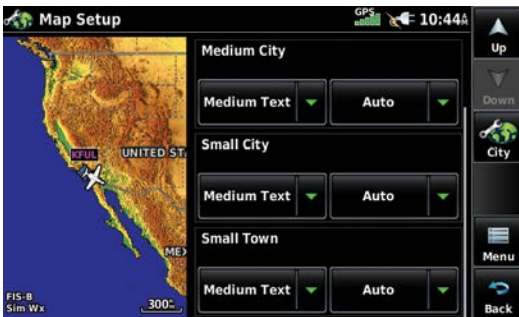 Map Setup
GPS
10:44
Up
Down
City
Menu
Back
Medium City
Medium Text
Auto
Small City
Medium Text
Auto
Small Town
Medium Text
Auto
KFUL
UNITED ST
MEX
FIS-B
Sim Wx
300